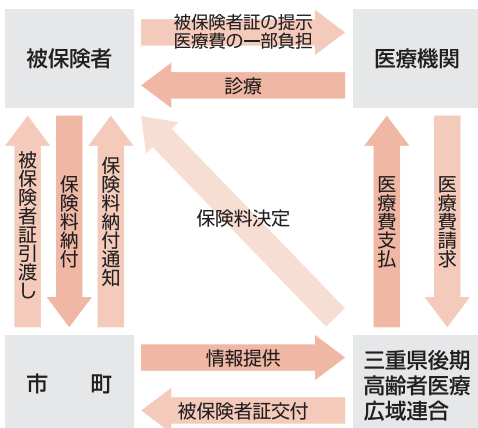 被保険者証の提示
医療費の一部負担
被保険者
医療機関
診療
被保険者証引渡し
保険料納付
保険料納付通知
保険料決定
医療費支払
医療費請求
市　町
情報提供
被保険者証交付
三重県後期
高齢者医療
広域連合